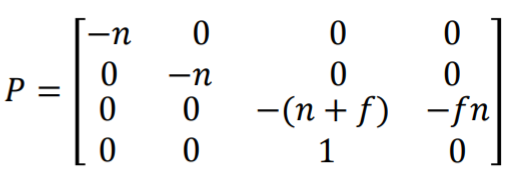 P = 
-n 0 0 0
0 -n 0 0
0 0 -(n + f) -fn
0 0 1 0